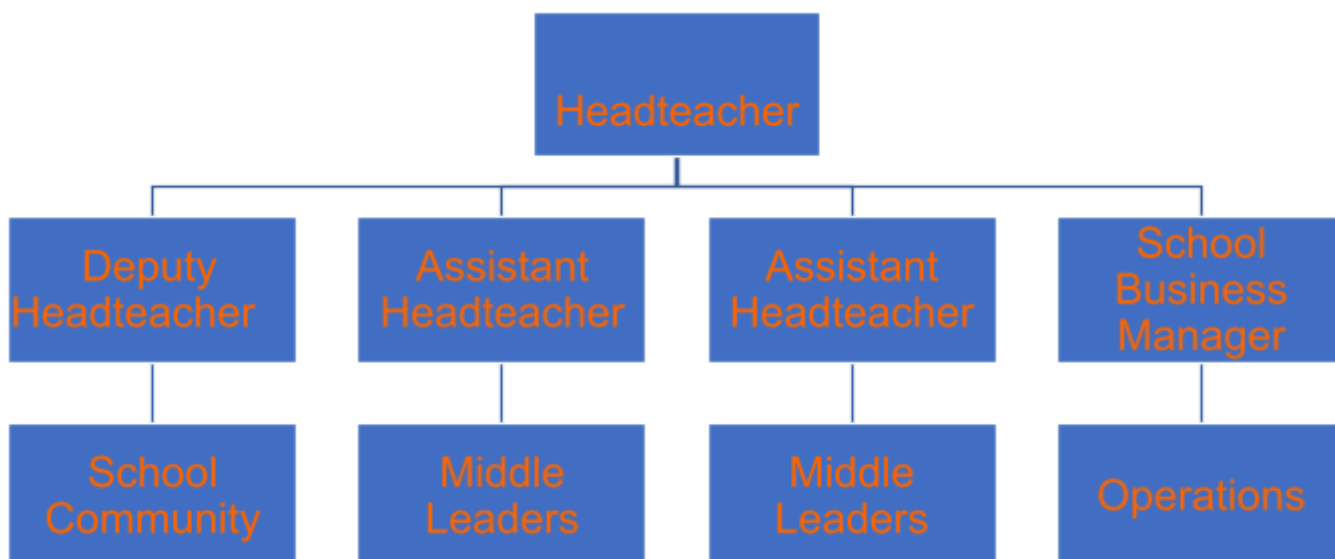 Headteacher
Deputy
Headteacher
Assistant
Headteacher
Assistant
Headteacher
School
Business
Manager
School
Community
Middle
Leaders
Middle
Leaders
Operations